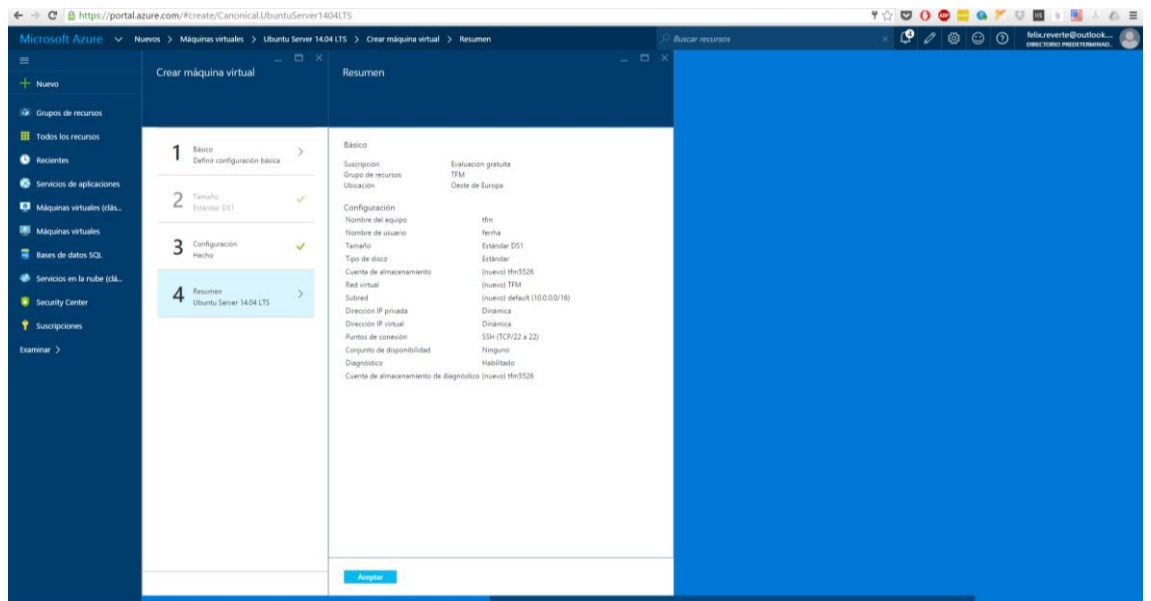 https://portal.azure.com/#create/Canonical.UbuntuServer1404LTS
Microsoft Azure Nuevos > Máquinas virtuales > Ubuntu Server 14.04 LTS > Crear máquina virtual > Resumen Buscar recursos felix.reverte@outlook....
DIRECTORIO PREDETERMINAD...
Nuevo
Grupos de recursos
Todos los recursos
Recientes
Servicios de aplicaciones
Máquinas virtuales (clás...
Máquinas virtuales
Bases de datos SQL
Servicios en la nube (clá...
Security Center
Suscripciones
Examinar >
Crear máquina virtual
1 Básico
Definir configuración básica
2 Tamaño
Estándar DS1
3 Configuración
Hecho
4 Resumen
Ubuntu Server 14.04 LTS
Resumen
Básico
Suscripción Evaluación gratuita
Grupo de recursos TFM
Ubicación Oeste de Europa
Configuración
Nombre del equipo tfm
Nombre de usuario ferrha
Tamaño Estándar DS1
Tipo de disco Estándar
Cuenta de almacenamiento (nuevo) tfm5526
Red virtual (nuevo) TFM
Subred (nuevo) default (10.0.0.0/16)
Dirección IP privada Dinámica
Dirección IP virtual Dinámica
Puntos de conexión SSH (TCP/22 a 22)
Conjunto de disponibilidad Ninguno
Diagnóstico Habilitado
Cuenta de almacenamiento de diagnóstico (nuevo) tfm5526
Aceptar